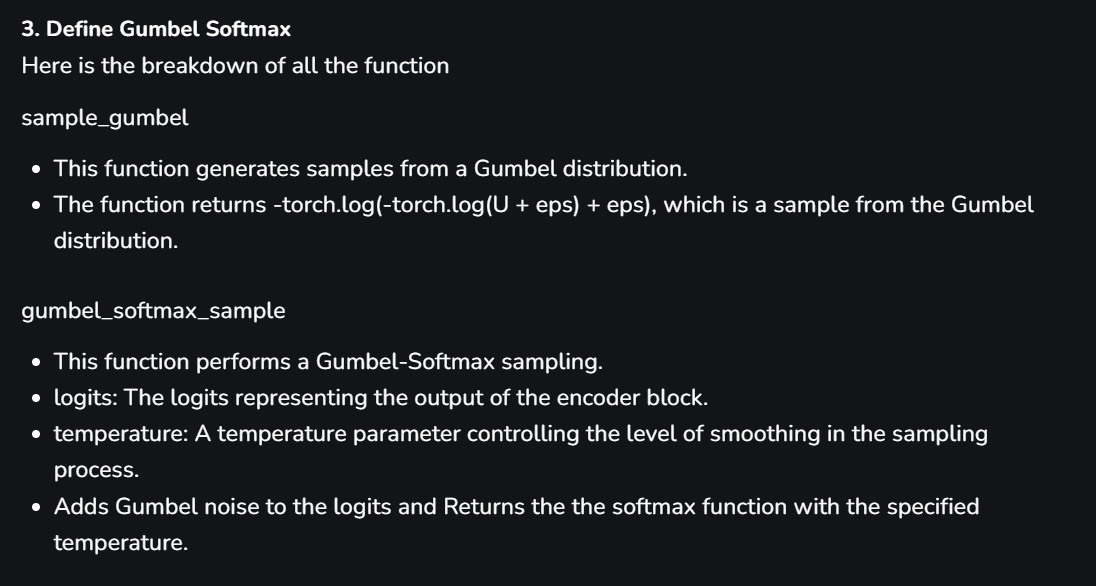 3. Define Gumbel Softmax
Here is the breakdown of all the function
sample_gumbel
• This function generates samples from a Gumbel distribution.
• The function returns -torch.log(-torch.log(U + eps) + eps), which is a sample from the Gumbel
distribution.
gumbel_softmax_sample
• This function performs a Gumbel-Softmax sampling.
• logits: The logits representing the output of the encoder block.
• temperature: A temperature parameter controlling the level of smoothing in the sampling
process.
• Adds Gumbel noise to the logits and Returns the the softmax function with the specified
temperature.